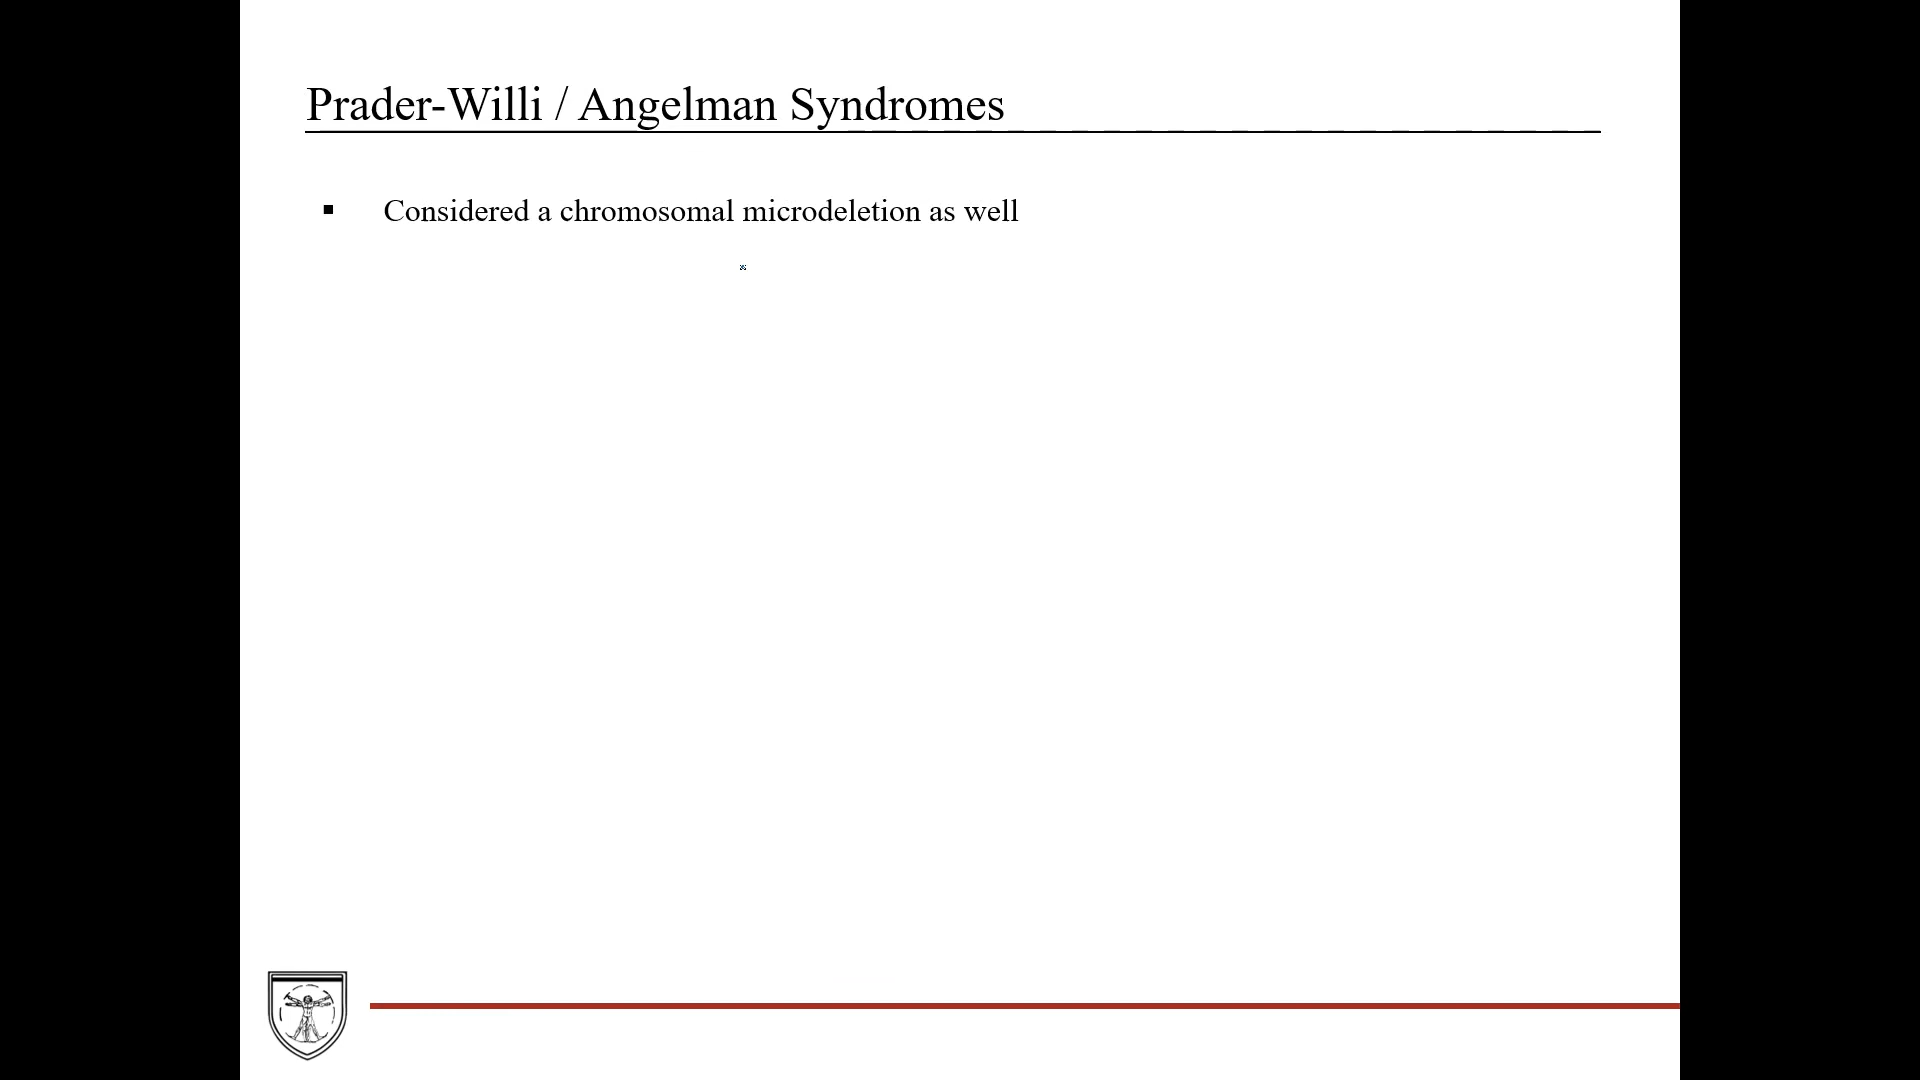 Prader-Willi / Angelman Syndromes
▪ Considered a chromosomal microdeletion as well